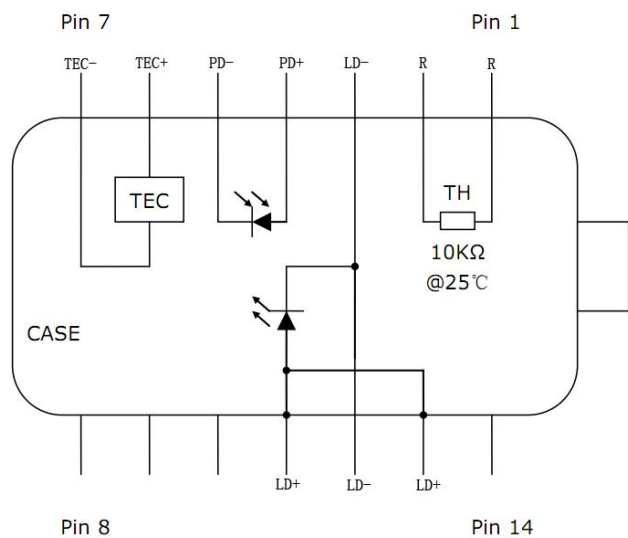 Pin 7 Pin 1
TEC- TEC+ PD- PD+ LD- R R
TEC
TH
10KΩ
@25℃
CASE
LD+ LD- LD+
Pin 8 Pin 14